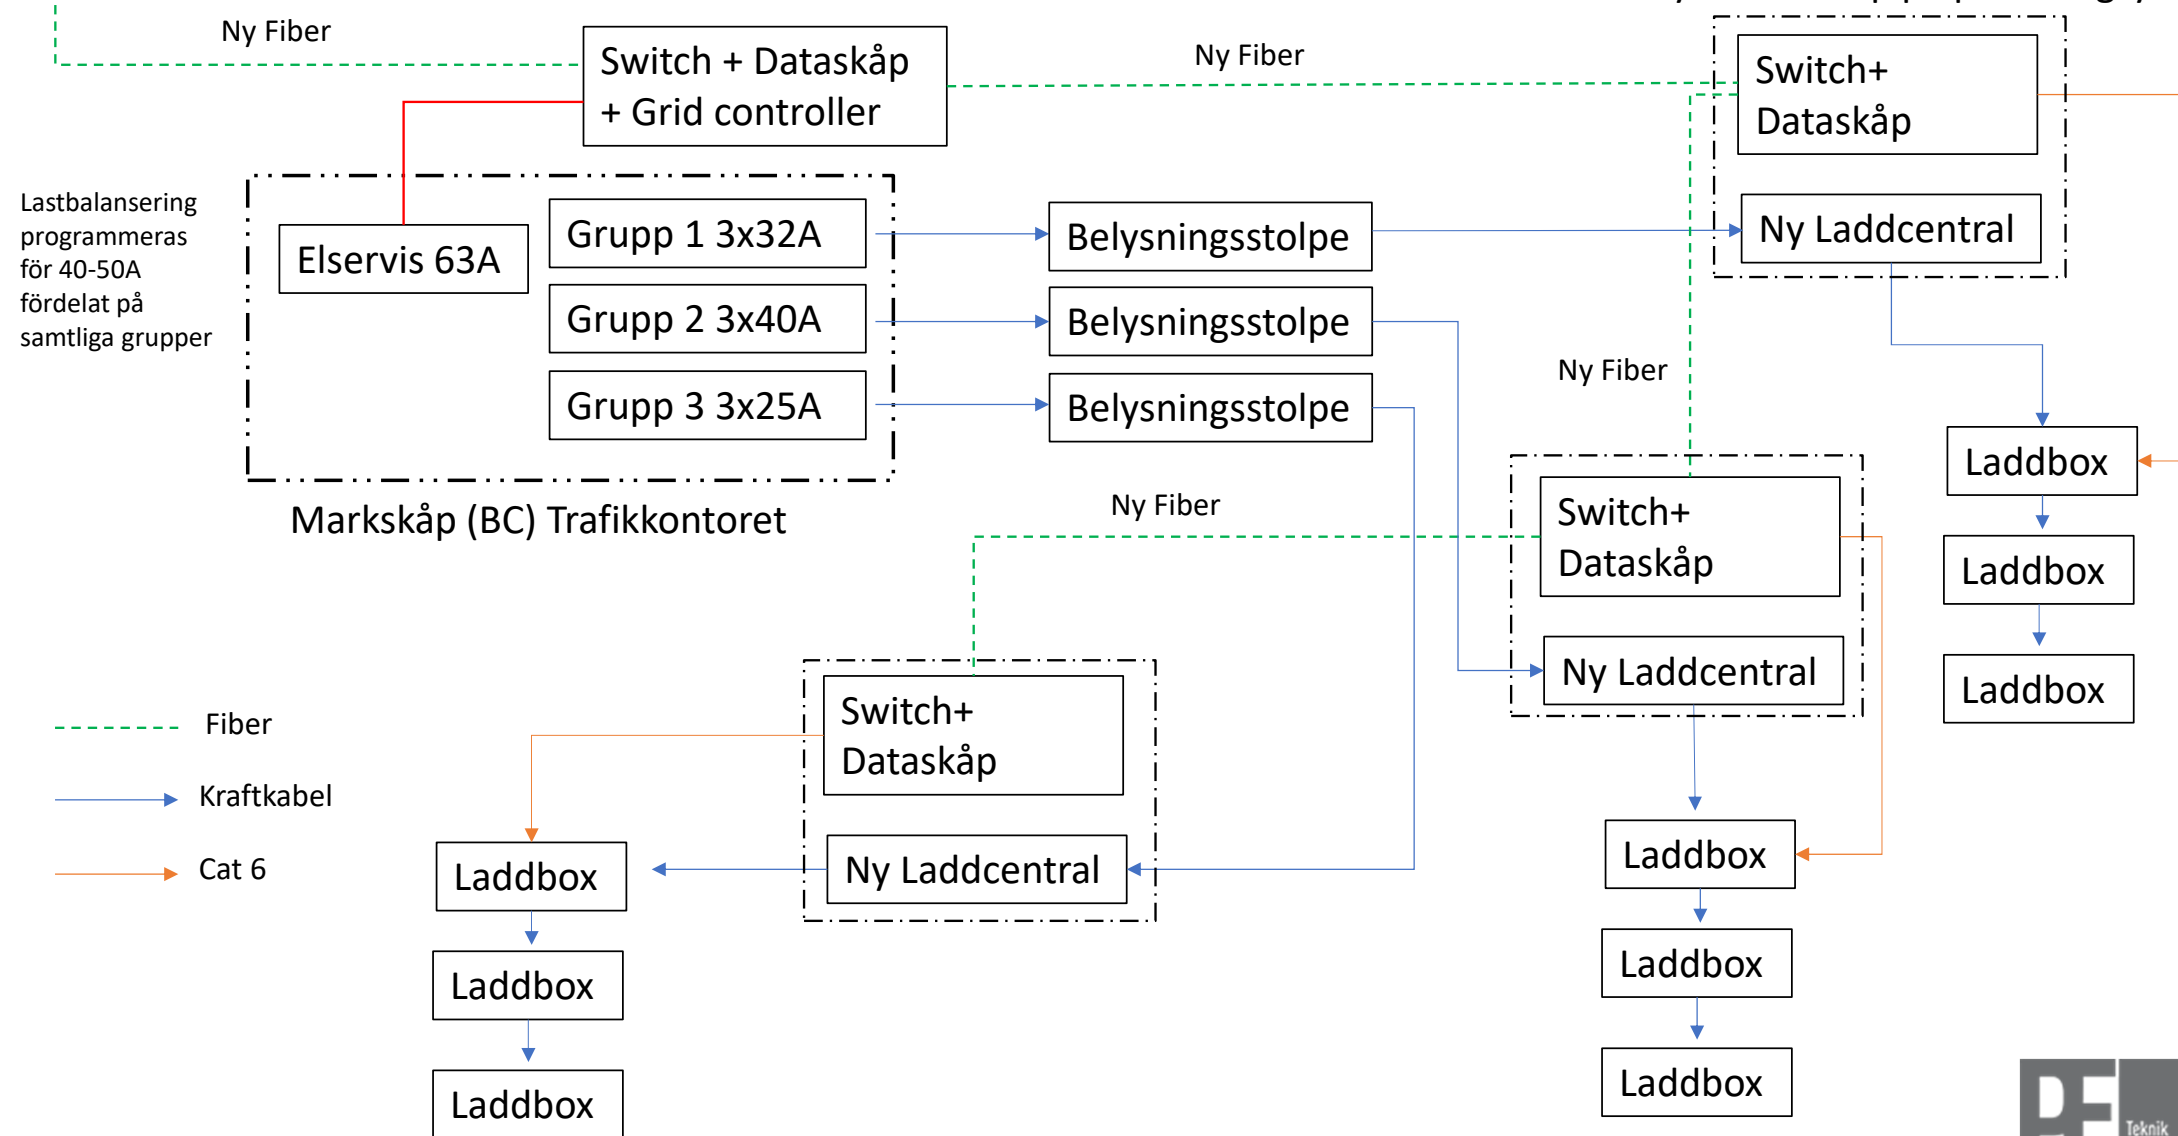 Ny Fiber
Switch + Dataskåp
+ Grid controller
Ny Fiber
Switch+
Dataskåp
Lastbalansering
programmeras
för 40-50A
fördelat på
samtliga grupper
Elservis 63A
Grupp 1 3x32A
Grupp 2 3x40A
Grupp 3 3x25A
Belysningsstolpe
Belysningsstolpe
Belysningsstolpe
Ny Laddcentral
Ny Fiber
Laddbox
Laddbox
Laddbox
Markskåp (BC) Trafikkontoret
Ny Fiber
Switch+
Dataskåp
Ny Laddcentral
Switch+
Dataskåp
Ny Laddcentral
Fiber
Kraftkabel
Cat 6
Laddbox
Laddbox
Laddbox
Laddbox
Laddbox
Laddbox
Teknik